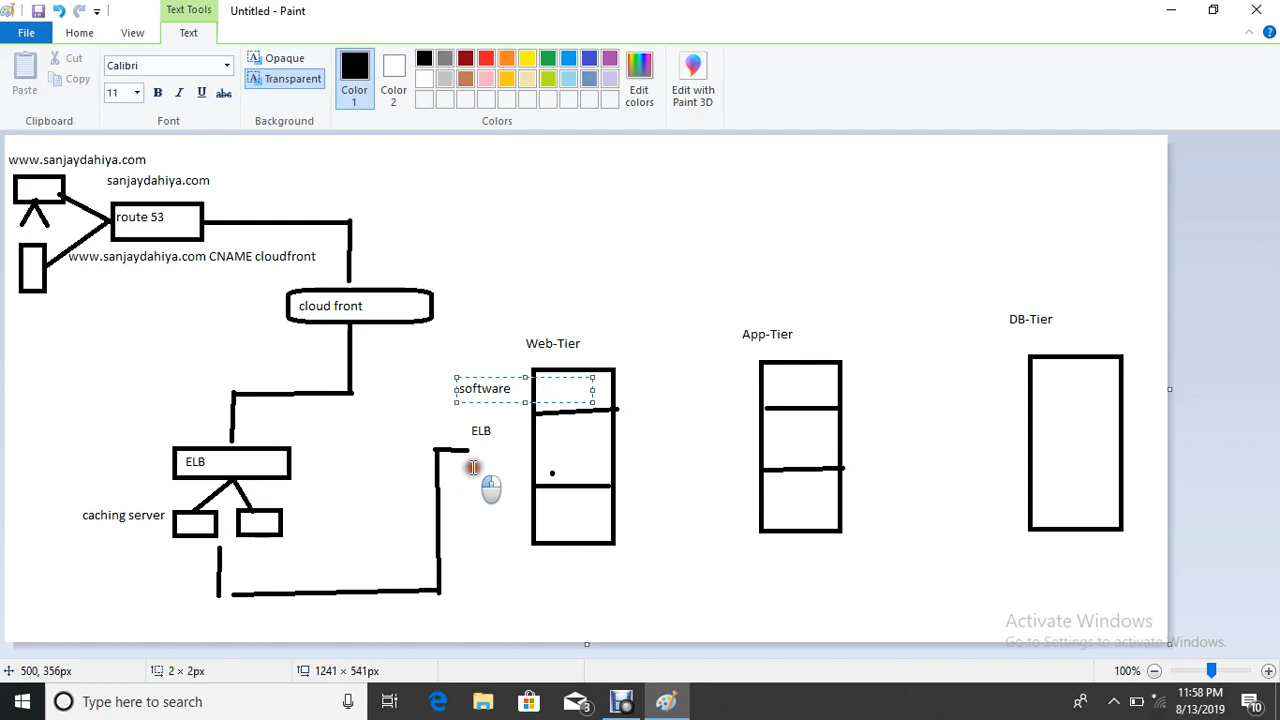 Text Tools
Untitled - Paint
File
Home
View
Text
Paste
Cut
Copy
Clipboard
Calibri
11
B
I
U
abc
Font
Opaque
Transparent
Background
Color 1
Color 2
Edit colors
Edit with Paint 3D
Colors
www.sanjaydahiya.com
sanjaydahiya.com
route 53
www.sanjaydahiya.com CNAME cloudfront
cloud front
Web-Tier
App-Tier
DB-Tier
software
ELB
ELB
caching server
Activate Windows
Go to Settings to activate Windows.
500, 356px
2 × 2px
1241 × 541px
100%
Type here to search
3
11:58 PM
8/13/2019
10